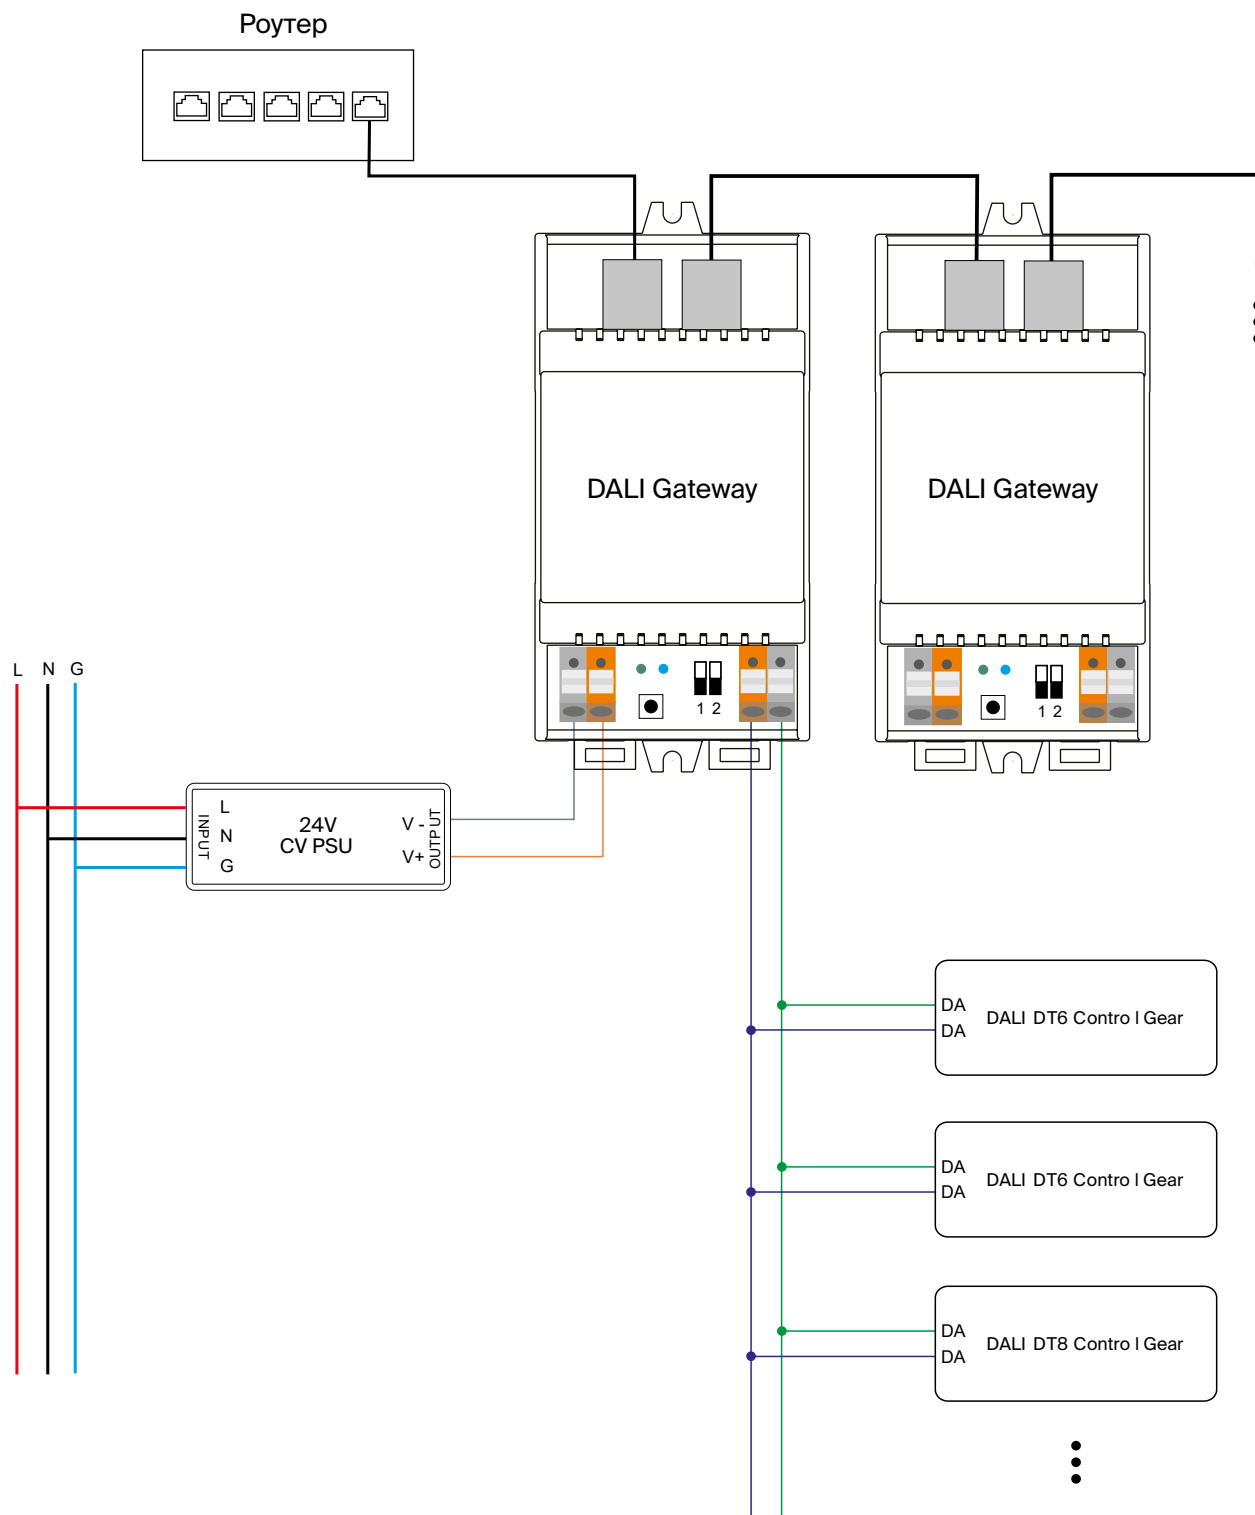 Роутер
DALI Gateway
DALI Gateway
1 2
1 2
L N G
INPUT
L
N
G
24V
CV PSU
V -
V+
OUTPUT
DA
DA
DALI DT6 Contro l Gear
DA
DA
DALI DT6 Contro l Gear
DA
DA
DALI DT8 Contro l Gear